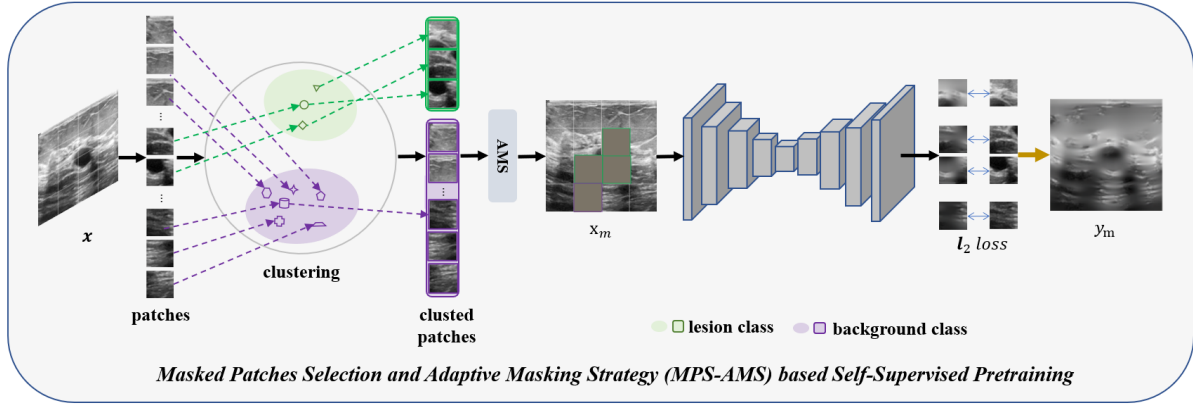 x
patches
clustering
clusted
patches
AMS
x_m
l_2 loss
y_m
lesion class
background class
Masked Patches Selection and Adaptive Masking Strategy (MPS-AMS) based Self-Supervised Pretraining